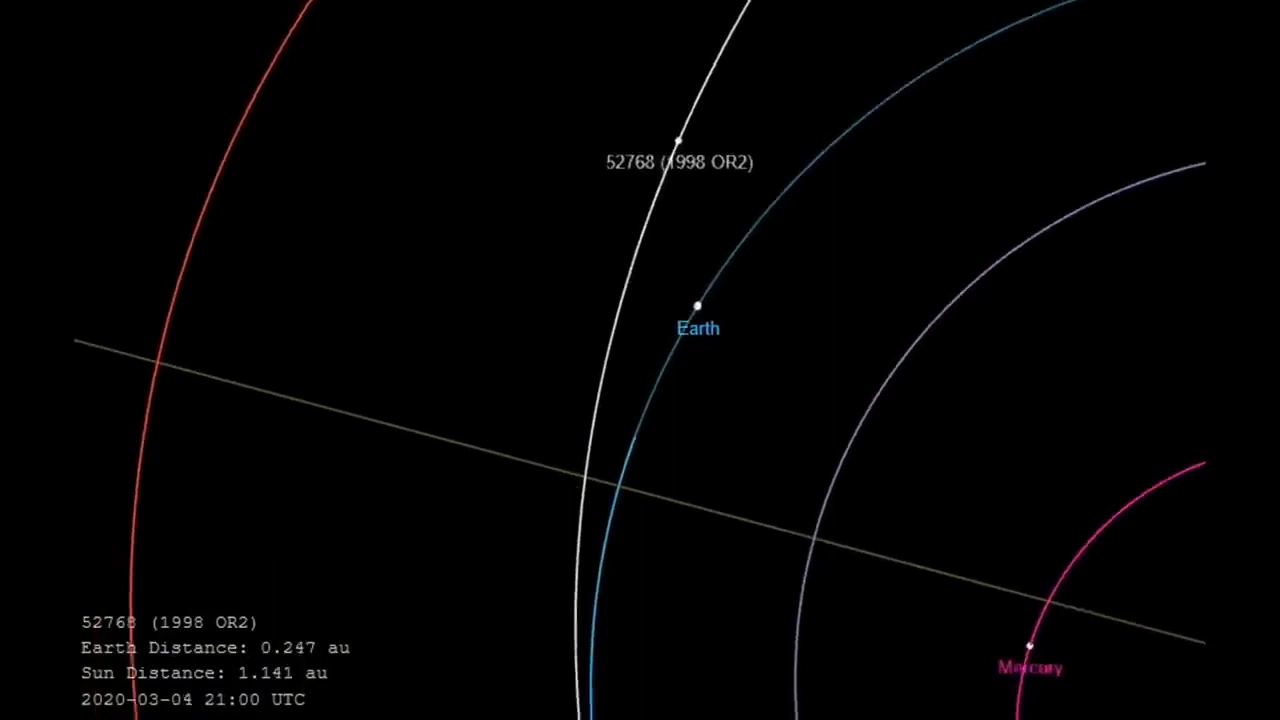 52768 (1998 OR2)
Earth
Mercury
52768 (1998 OR2)
Earth Distance: 0.247 au
Sun Distance: 1.141 au
2020-03-04 21:00 UTC